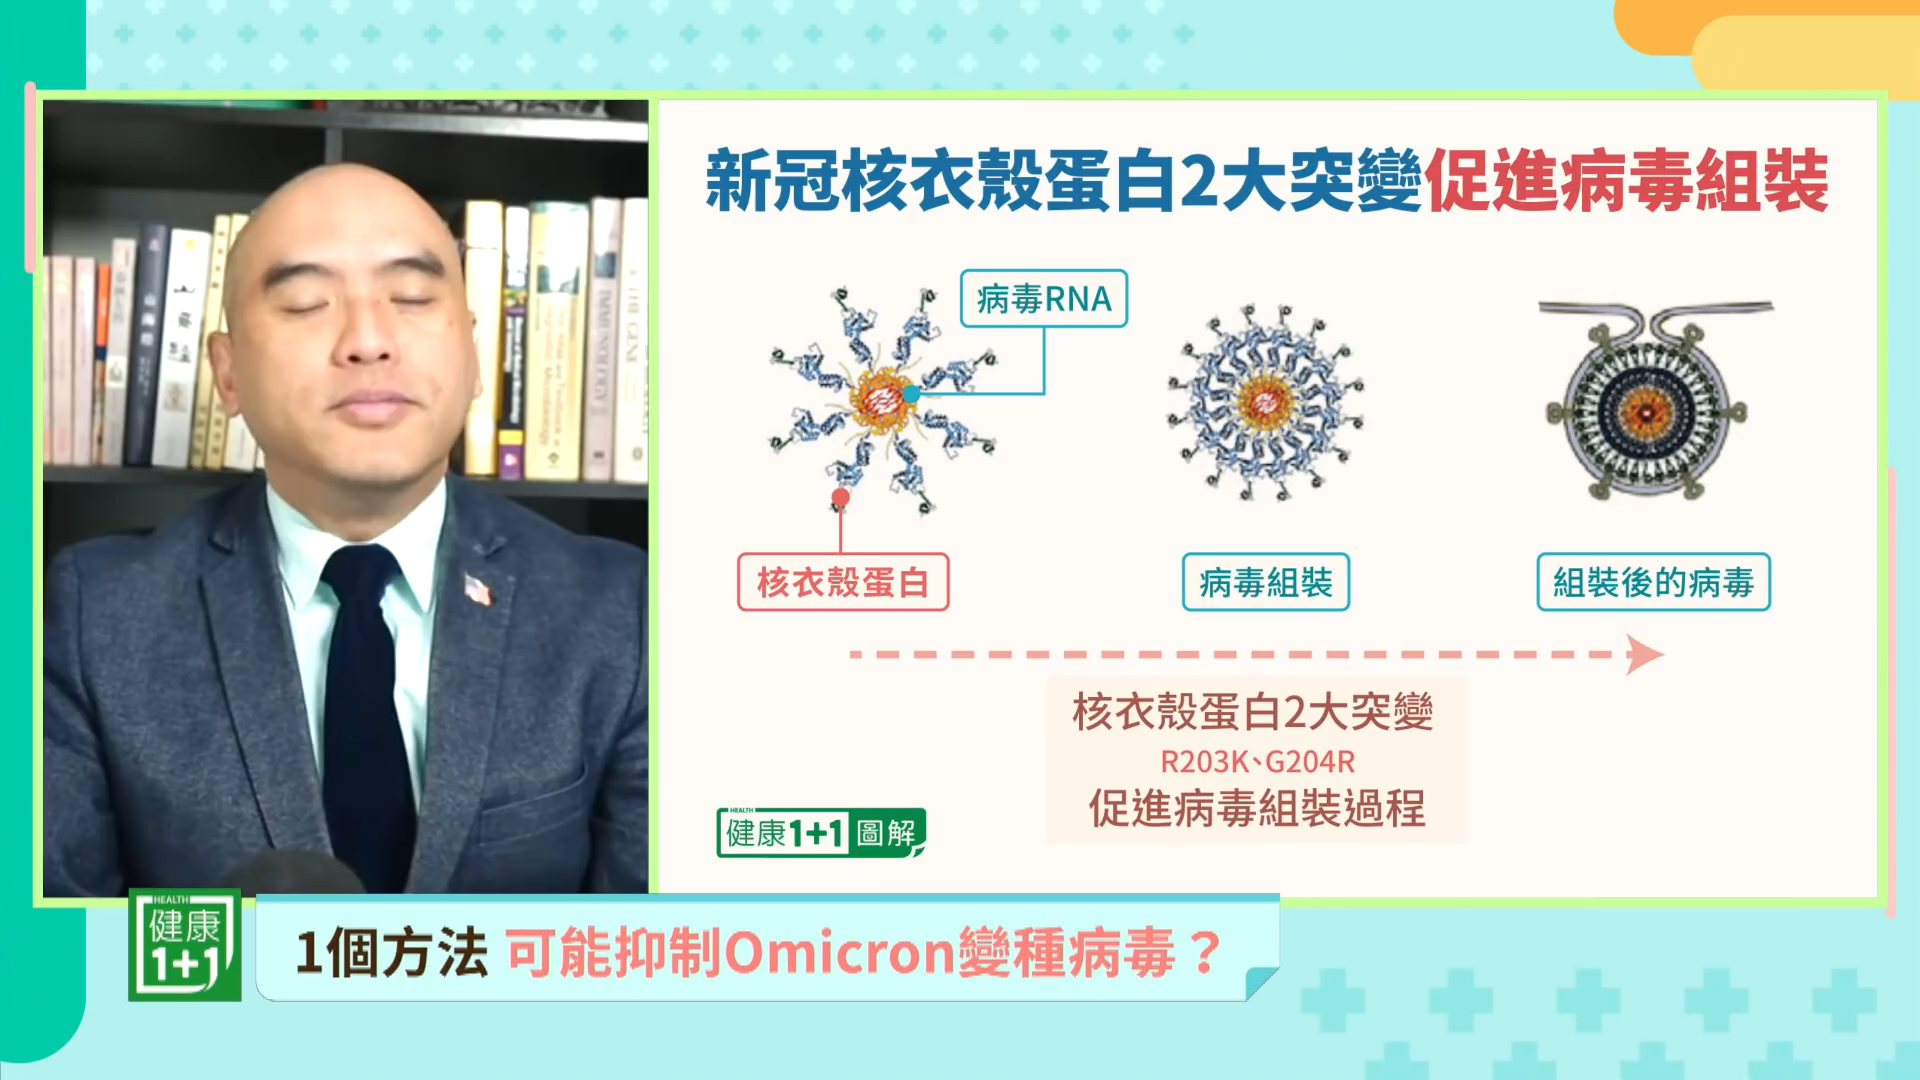 新冠核衣殼蛋白2大突變促進病毒組裝
病毒RNA
核衣殼蛋白
病毒組裝
組裝後的病毒
核衣殼蛋白2大突變
R203K、G204R
促進病毒組裝過程
HEALTH
健康1+1圖解
HEALTH
健康
1+1
1個方法 可能抑制Omicron變種病毒？
IMMUNOLOGY
THE GENE